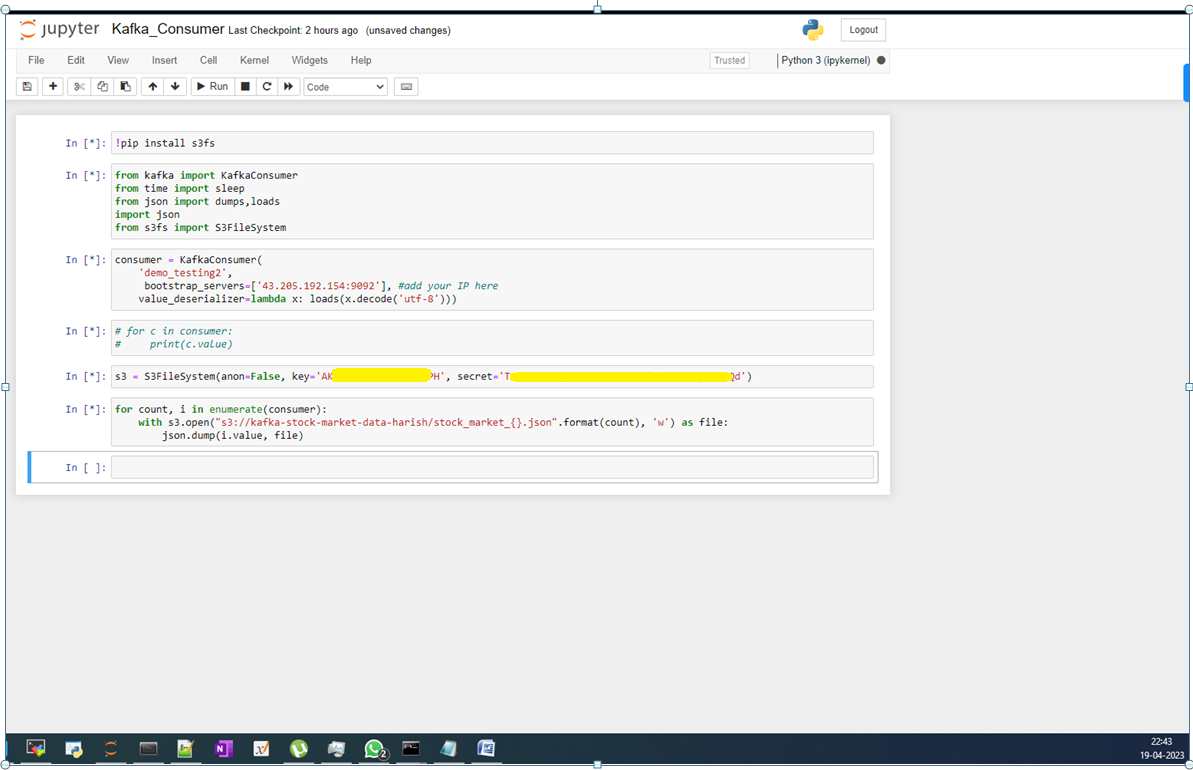 jupyter Kafka_Consumer Last Checkpoint: 2 hours ago (unsaved changes) Logout
File Edit View Insert Cell Kernel Widgets Help Trusted Python 3 (ipykernel)
Run Code
In [*]: !pip install s3fs
In [*]: from kafka import KafkaConsumer
from time import sleep
from json import dumps,loads
import json
from s3fs import S3FileSystem
In [*]: consumer = KafkaConsumer(
'demo_testing2',
bootstrap_servers=['43.205.192.154:9092'], #add your IP here
value_deserializer=lambda x: loads(x.decode('utf-8')))
In [*]: # for c in consumer:
#     print(c.value)
In [*]: s3 = S3FileSystem(anon=False, key='AK PH', secret='T Qd')
In [*]: for count, i in enumerate(consumer):
with s3.open("s3://kafka-stock-market-data-harish/stock_market_{}.json".format(count), 'w') as file:
json.dump(i.value, file)
In [ ]:
22:43
19-04-2023